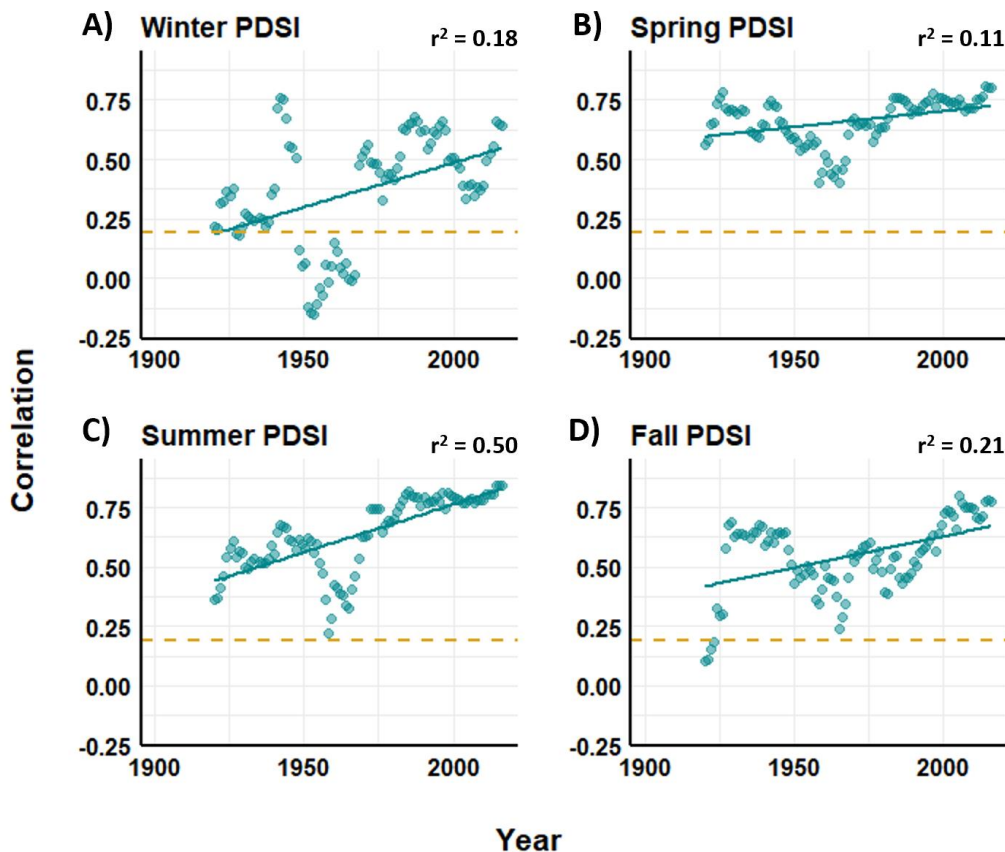 A) Winter PDSI r² = 0.18
B) Spring PDSI r² = 0.11
0.75
0.50
0.25
0.00
-0.25
1900 1950 2000
0.75
0.50
0.25
0.00
-0.25
1900 1950 2000
C) Summer PDSI r² = 0.50
D) Fall PDSI r² = 0.21
0.75
0.50
0.25
0.00
-0.25
1900 1950 2000
0.75
0.50
0.25
0.00
-0.25
1900 1950 2000
Correlation
Year